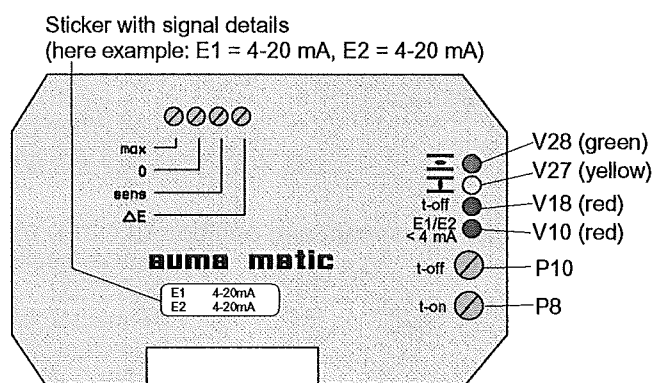 Sticker with signal details
(here example: E1 = 4-20 mA, E2 = 4-20 mA)
max
0
sens
ΔE
V28 (green)
V27 (yellow)
t-off V18 (red)
E1/E2
< 4 mA V10 (red)
auma matic
t-off P10
E1 4-20mA
E2 4-20mA
t-on P8